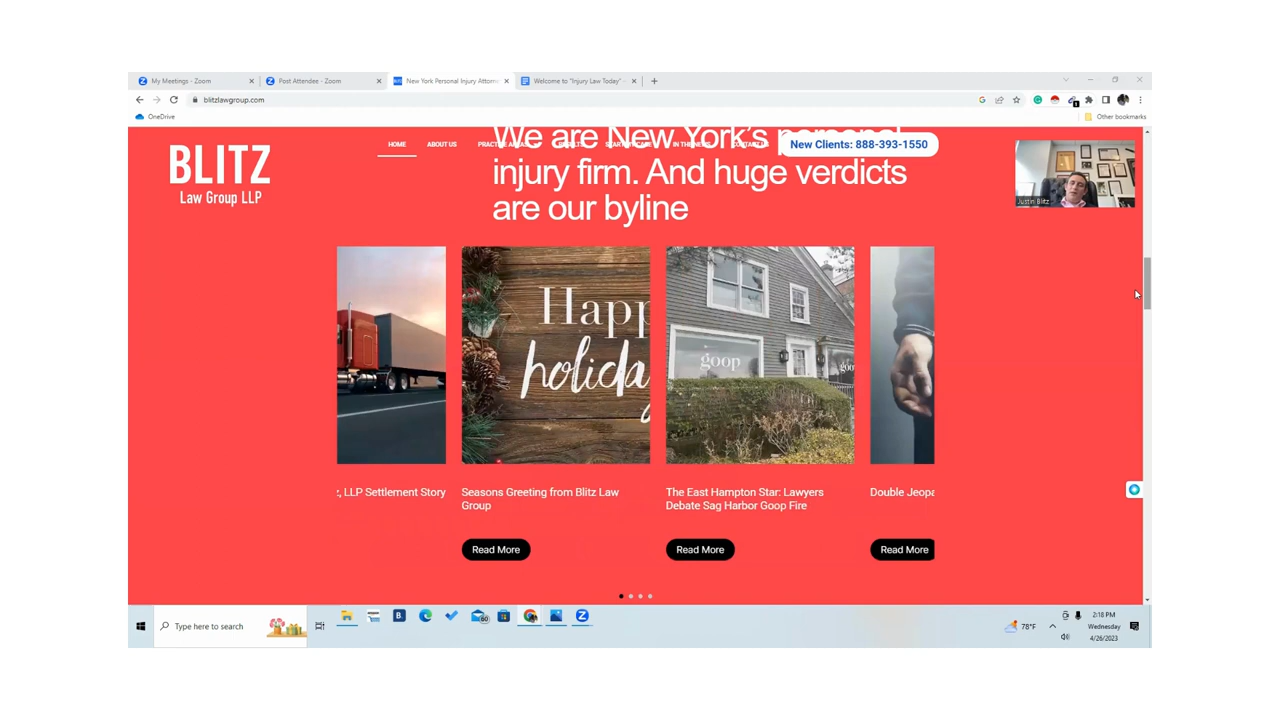 My Meetings - Zoom
Post Attendee - Zoom
New York Personal Injury Attorn
Welcome to "Injury Law Today" -
blitzlawgroup.com
OneDrive
Other bookmarks
BLITZ
Law Group LLP
HOME
ABOUT US
New Clients: 888-393-1550
We are New York's personal
injury firm. And huge verdicts
are our byline
Justin Blitz
Happ
holida
goop
goo
, LLP Settlement Story
Seasons Greeting from Blitz Law
Group
The East Hampton Star: Lawyers
Debate Sag Harbor Goop Fire
Double Jeopa
Read More
Read More
Read More
Type here to search
78°F
2:18 PM
Wednesday
4/26/2023